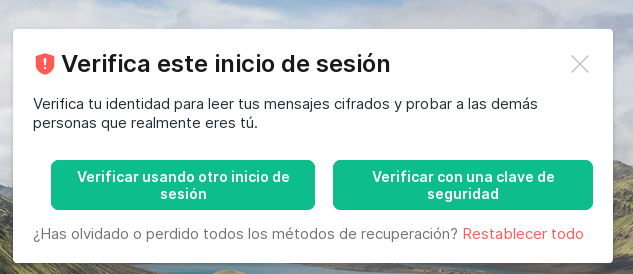 Verifica este inicio de sesión
Verifica tu identidad para leer tus mensajes cifrados y probar a las demás
personas que realmente eres tú.
Verificar usando otro inicio de
sesión
Verificar con una clave de
seguridad
¿Has olvidado o perdido todos los métodos de recuperación? Restablecer todo